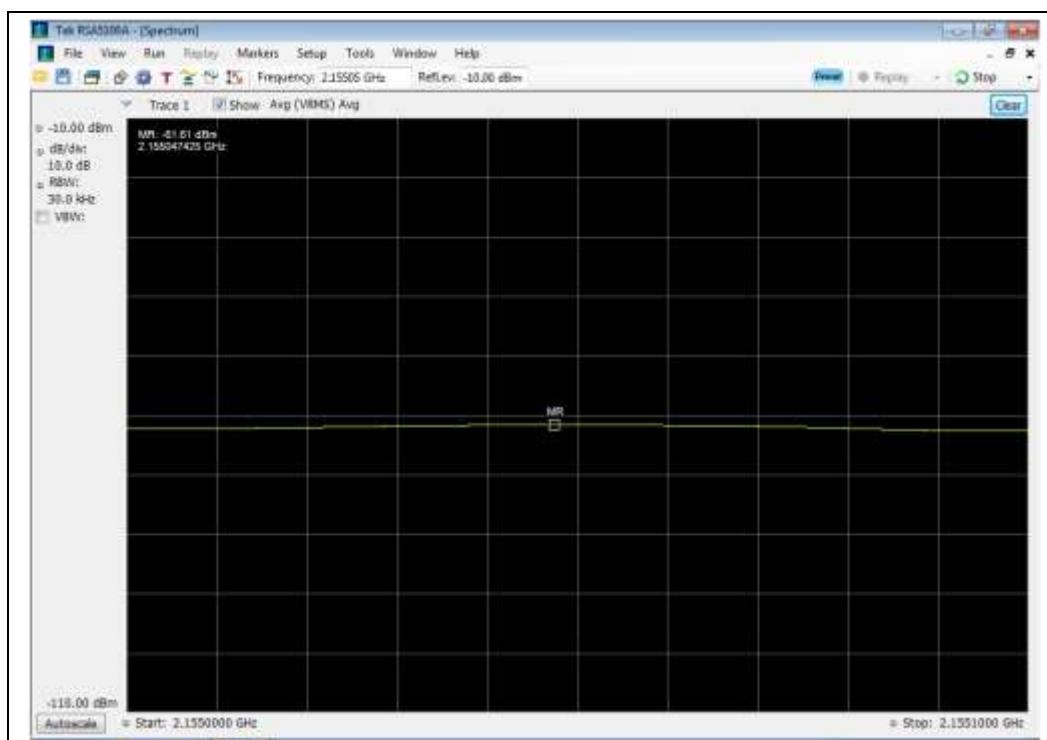 Tek RSA5100A - [Spectrum]
File View Run Replay Markers Setup Tools Window Help
Frequency: 2.15505 GHz RefLev: -10.00 dBm Preset Replay Stop
Trace 1 Show Avg (VRMS) Avg Clear
-10.00 dBm
dB/div:
10.0 dB
RBW:
30.0 kHz
VBW:
MR: -61.61 dBm
2.155047425 GHz
MR
-110.00 dBm
Autoscale Start: 2.1550000 GHz Stop: 2.1551000 GHz